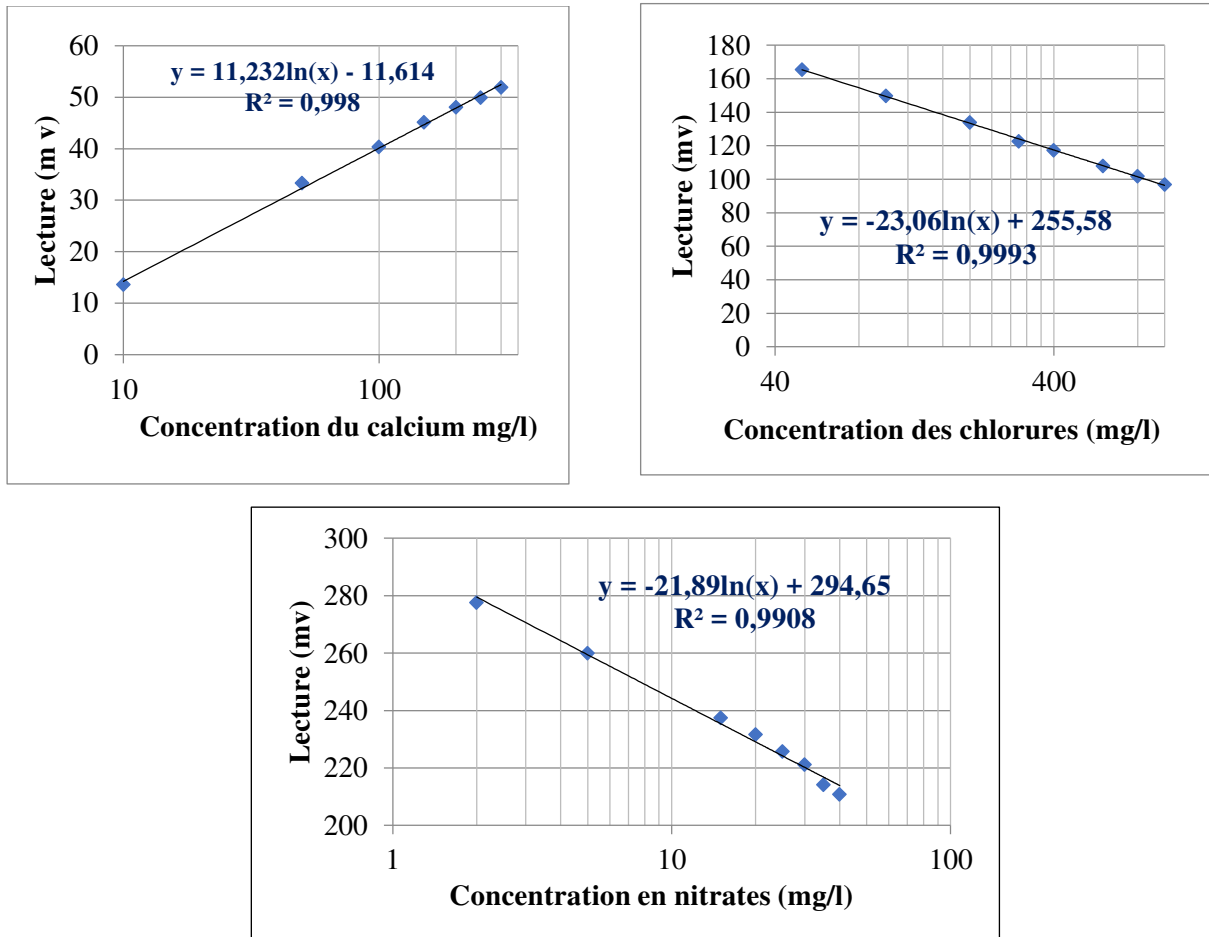 60
50
40
30
20
10
0
Lecture (m v)
y = 11,232ln(x) - 11,614
R² = 0,998
10
100
Concentration du calcium mg/l)
180
160
140
120
100
80
60
40
20
0
Lecture (mv)
y = -23,06ln(x) + 255,58
R² = 0,9993
40
400
Concentration des chlorures (mg/l)
300
280
260
240
220
200
Lecture (mv)
y = -21,89ln(x) + 294,65
R² = 0,9908
1
10
100
Concentration en nitrates (mg/l)